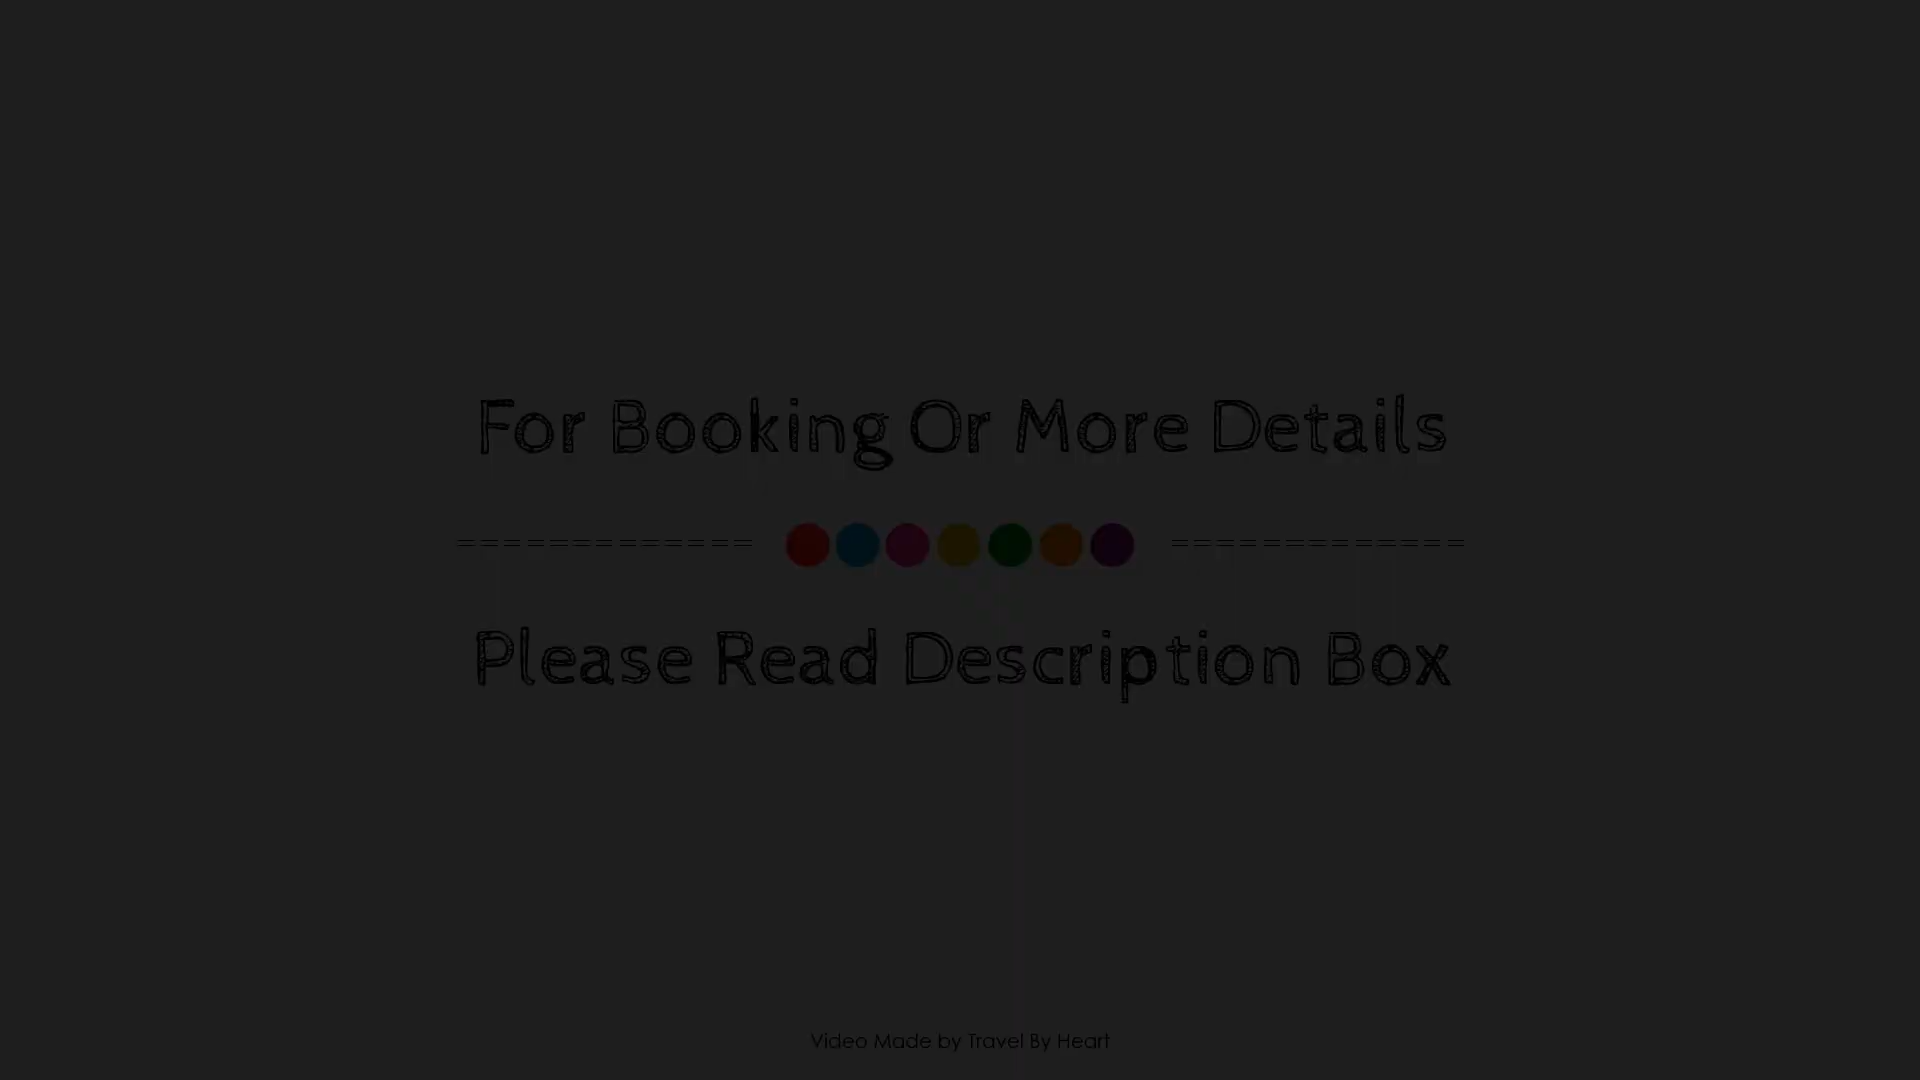 For Booking Or More Details
============= =============
Please Read Description Box
Video Made by Travel By Heart